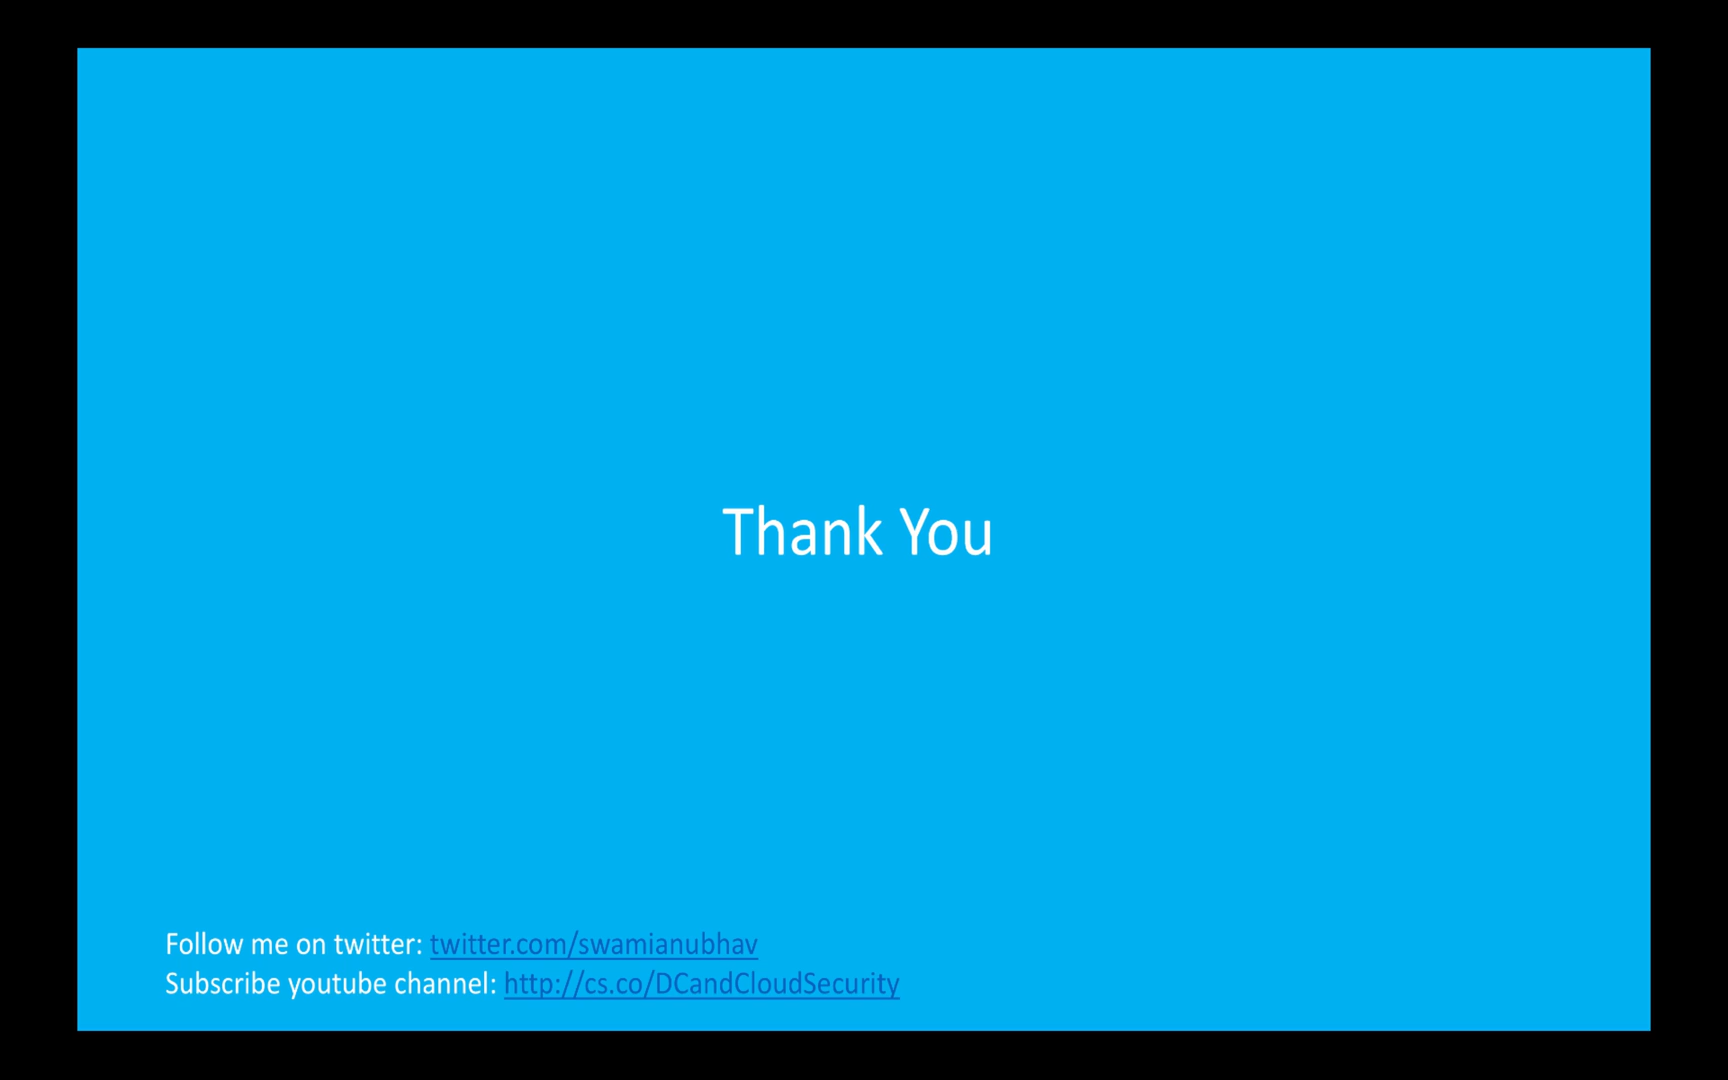 Thank You
Follow me on twitter: twitter.com/swamianubhav
Subscribe youtube channel: http://cs.co/DCandCloudSecurity